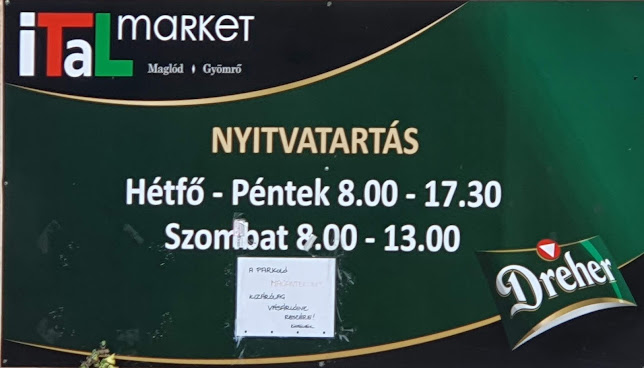 iTaL market
Maglód Gyömrő
NYITVATARTÁS
Hétfő - Péntek 8.00 - 17.30
Szombat 8.00 - 13.00
Dreher
A PARKOLÓ
KIZÁRÓLAG
VÁSÁRLÓINK
RÉSZÉRE!